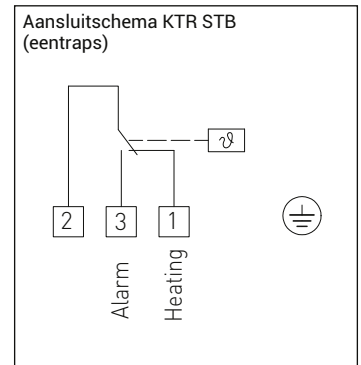 Aansluitschema KTR STB
(eentraps)
ϑ
2 3 1
Alarm
Heating